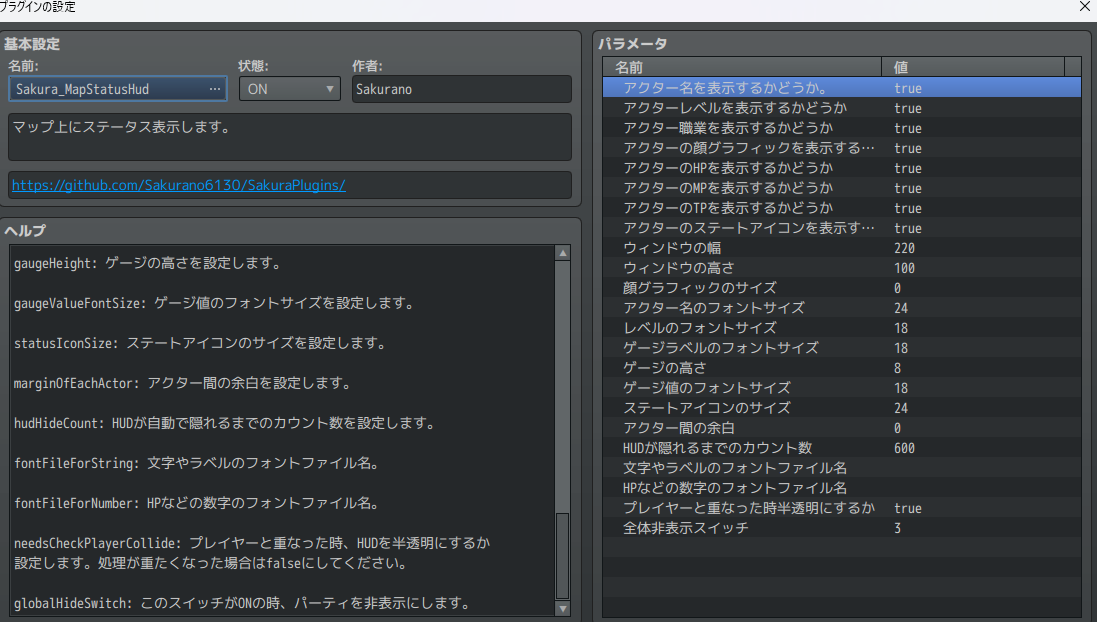 プラグインの設定
基本設定
名前:
状態:
作者:
Sakura_MapStatusHud ...
ON
Sakurano
マップ上にステータス表示します。
https://github.com/Sakurano6130/SakuraPlugins/
ヘルプ
gaugeHeight: ゲージの高さを設定します。
gaugeValueFontSize: ゲージ値のフォントサイズを設定します。
statusIconSize: ステートアイコンのサイズを設定します。
marginOfEachActor: アクター間の余白を設定します。
hudHideCount: HUDが自動で隠れるまでのカウント数を設定します。
fontFileForString: 文字やラベルのフォントファイル名。
fontFileForNumber: HPなどの数字のフォントファイル名。
needsCheckPlayerCollide: プレイヤーと重なった時、HUDを半透明にするか
設定します。処理が重たくなった場合はfalseにしてください。
globalHideSwitch: このスイッチがONの時、パーティを非表示にします。
パラメータ
名前 値
アクター名を表示するかどうか。 true
アクターレベルを表示するかどうか true
アクター職業を表示するかどうか true
アクターの顔グラフィックを表示する… true
アクターのHPを表示するかどうか true
アクターのMPを表示するかどうか true
アクターのTPを表示するかどうか true
アクターのステートアイコンを表示す… true
ウィンドウの幅 220
ウィンドウの高さ 100
顔グラフィックのサイズ 0
アクター名のフォントサイズ 24
レベルのフォントサイズ 18
ゲージラベルのフォントサイズ 18
ゲージの高さ 8
ゲージ値のフォントサイズ 18
ステートアイコンのサイズ 24
アクター間の余白 0
HUDが隠れるまでのカウント数 600
文字やラベルのフォントファイル名
HPなどの数字のフォントファイル名
プレイヤーと重なった時半透明にするか true
全体非表示スイッチ 3